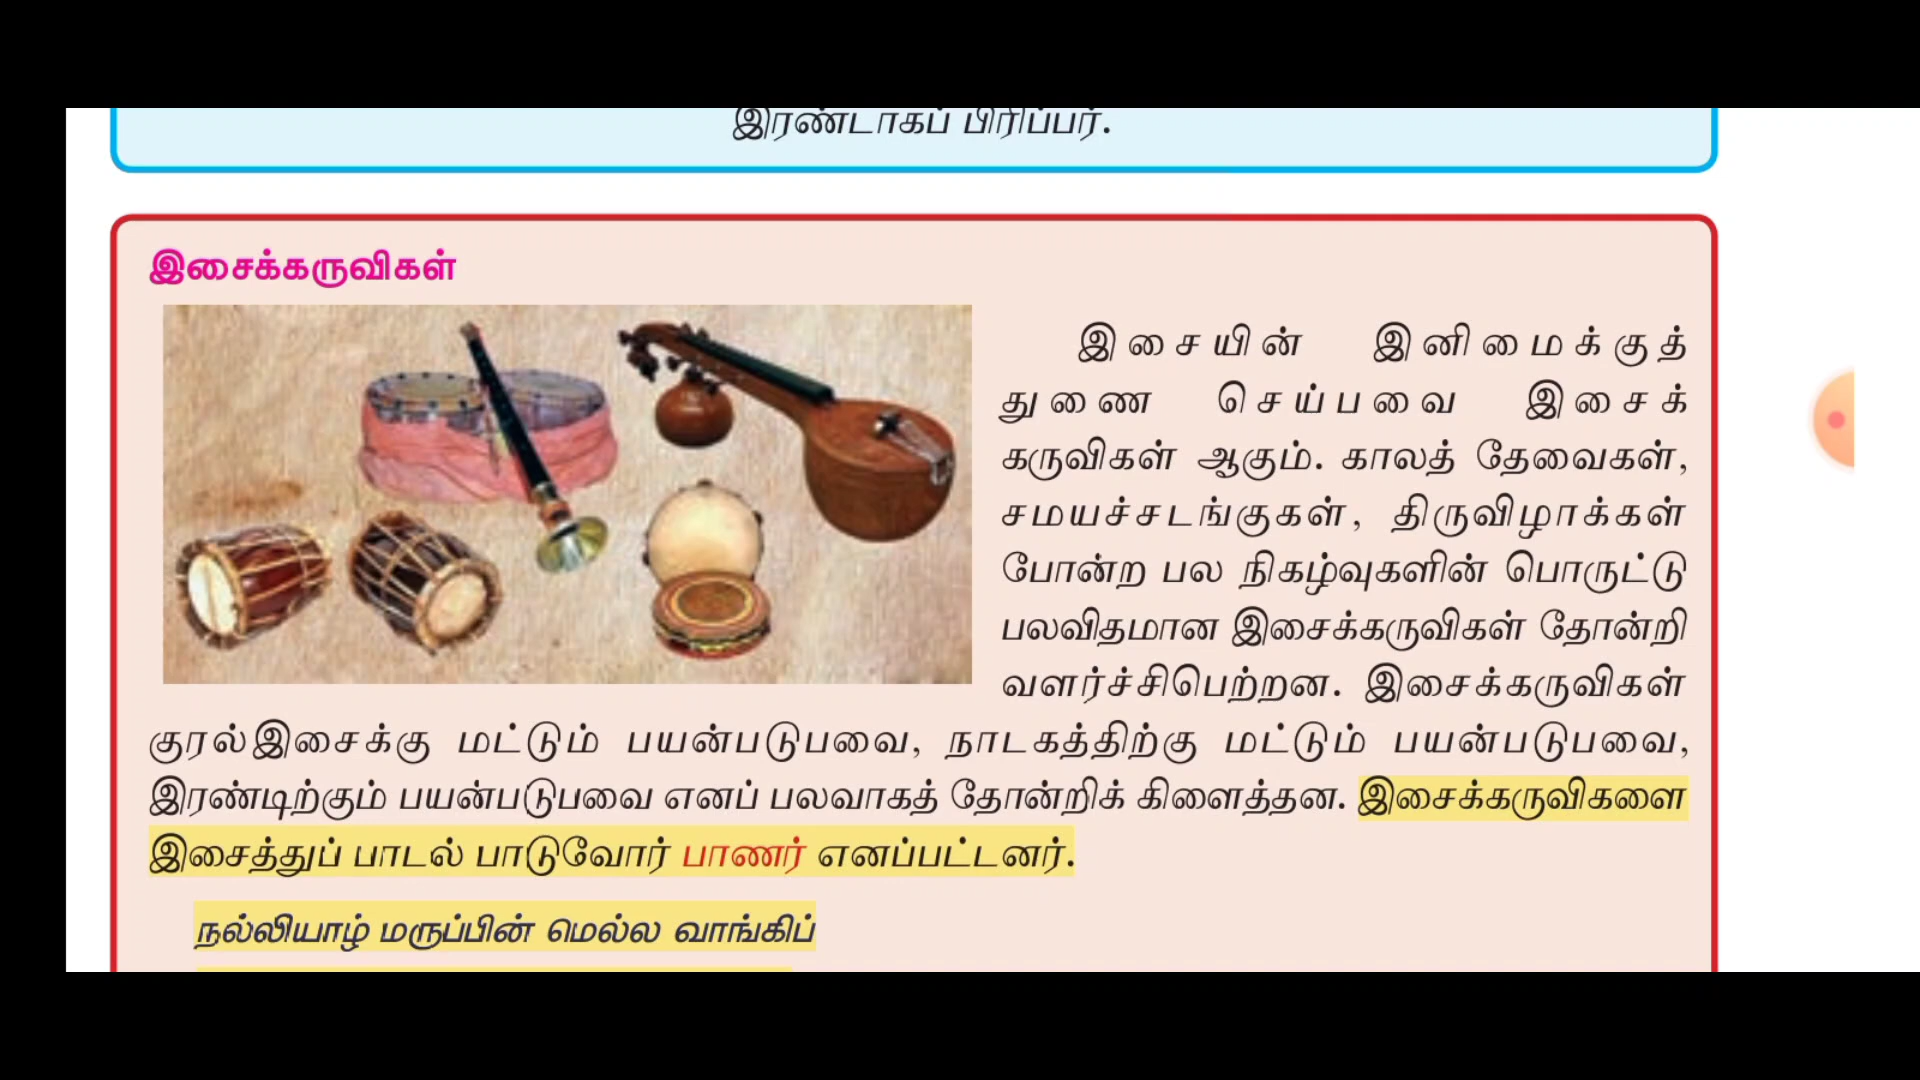 இரண்டாகப் பிரிப்பர்.
இசைக்கருவிகள்
இசையின் இனிமைக்குத்
துணை செய்பவை இசைக்
கருவிகள் ஆகும். காலத் தேவைகள்,
சமயச்சடங்குகள், திருவிழாக்கள்
போன்ற பல நிகழ்வுகளின் பொருட்டு
பலவிதமான இசைக்கருவிகள் தோன்றி
வளர்ச்சிபெற்றன. இசைக்கருவிகள்
குரல்இசைக்கு மட்டும் பயன்படுபவை, நாடகத்திற்கு மட்டும் பயன்படுபவை,
இரண்டிற்கும் பயன்படுபவை எனப் பலவாகத் தோன்றிக் கிளைத்தன. இசைக்கருவிகளை
இசைத்துப் பாடல் பாடுவோர் பாணர் எனப்பட்டனர்.
நல்லியாழ் மருப்பின் மெல்ல வாங்கிப்